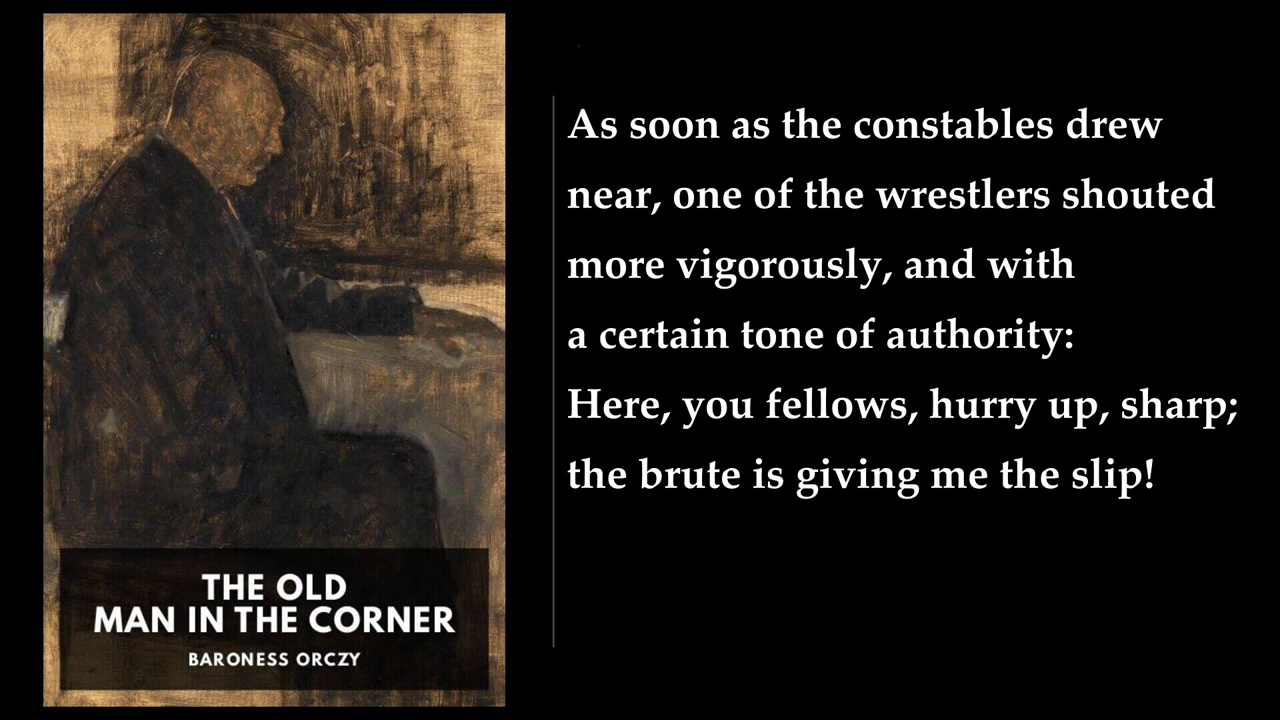 THE OLD
MAN IN THE CORNER
BARONESS ORCZY
As soon as the constables drew
near, one of the wrestlers shouted
more vigorously, and with
a certain tone of authority:
Here, you fellows, hurry up, sharp;
the brute is giving me the slip!